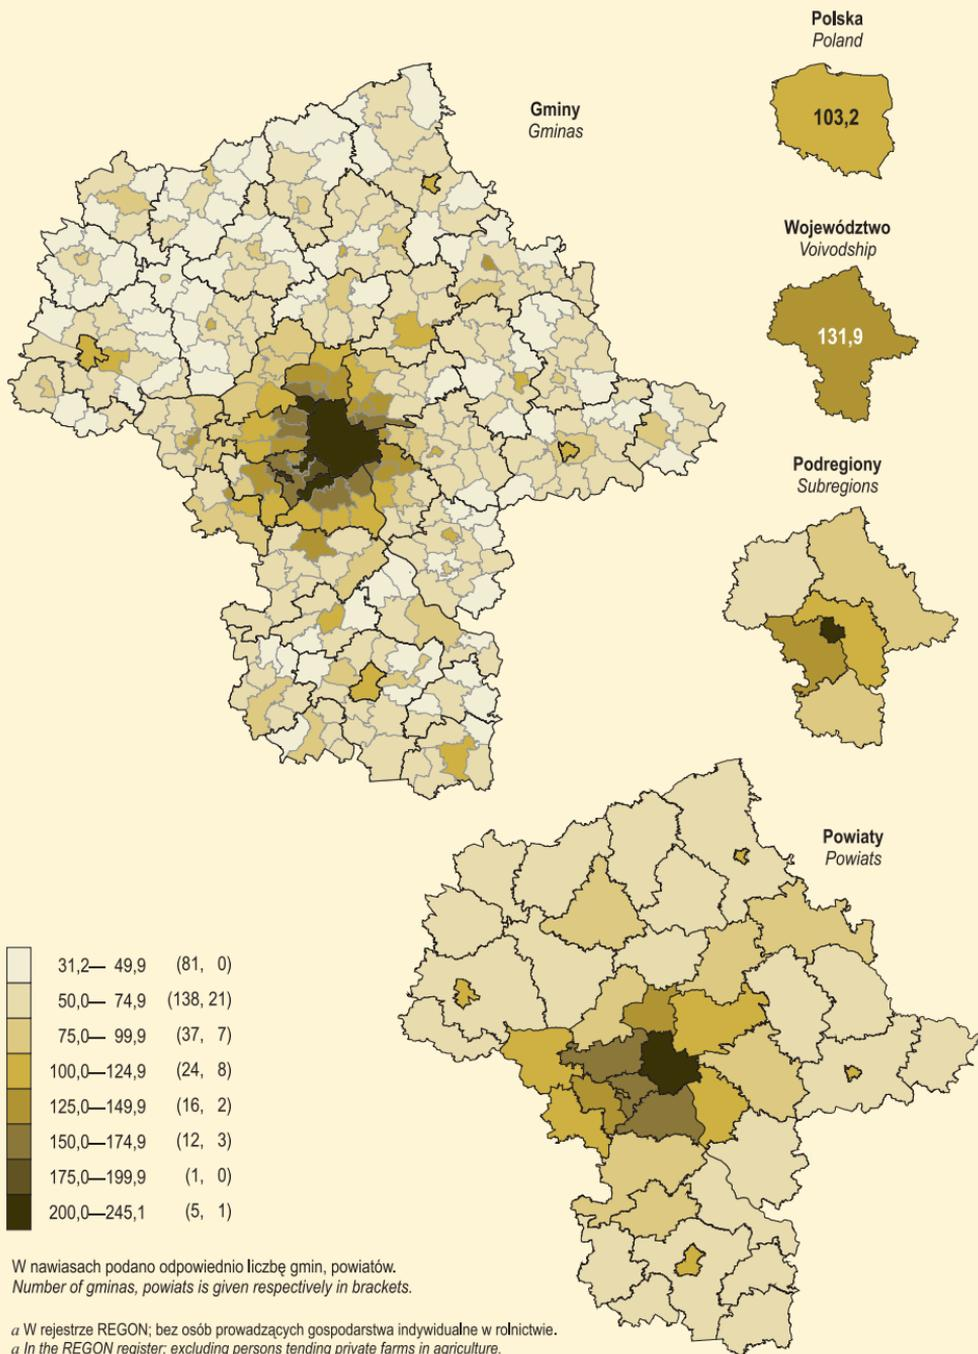 Polska
Poland
103,2
Gminy
Gminas
Województwo
Voivodship
131,9
Podregiony
Subregions
Powiaty
Powiats
31,2— 49,9 (81, 0)
50,0— 74,9 (138, 21)
75,0— 99,9 (37, 7)
100,0—124,9 (24, 8)
125,0—149,9 (16, 2)
150,0—174,9 (12, 3)
175,0—199,9 (1, 0)
200,0—245,1 (5, 1)
W nawiasach podano odpowiednio liczbę gmin, powiatów.
Number of gminas, powiats is given respectively in brackets.
a W rejestrze REGON; bez osób prowadzących gospodarstwa indywidualne w rolnictwie.
a In the REGON register; excluding persons tending private farms in agriculture.